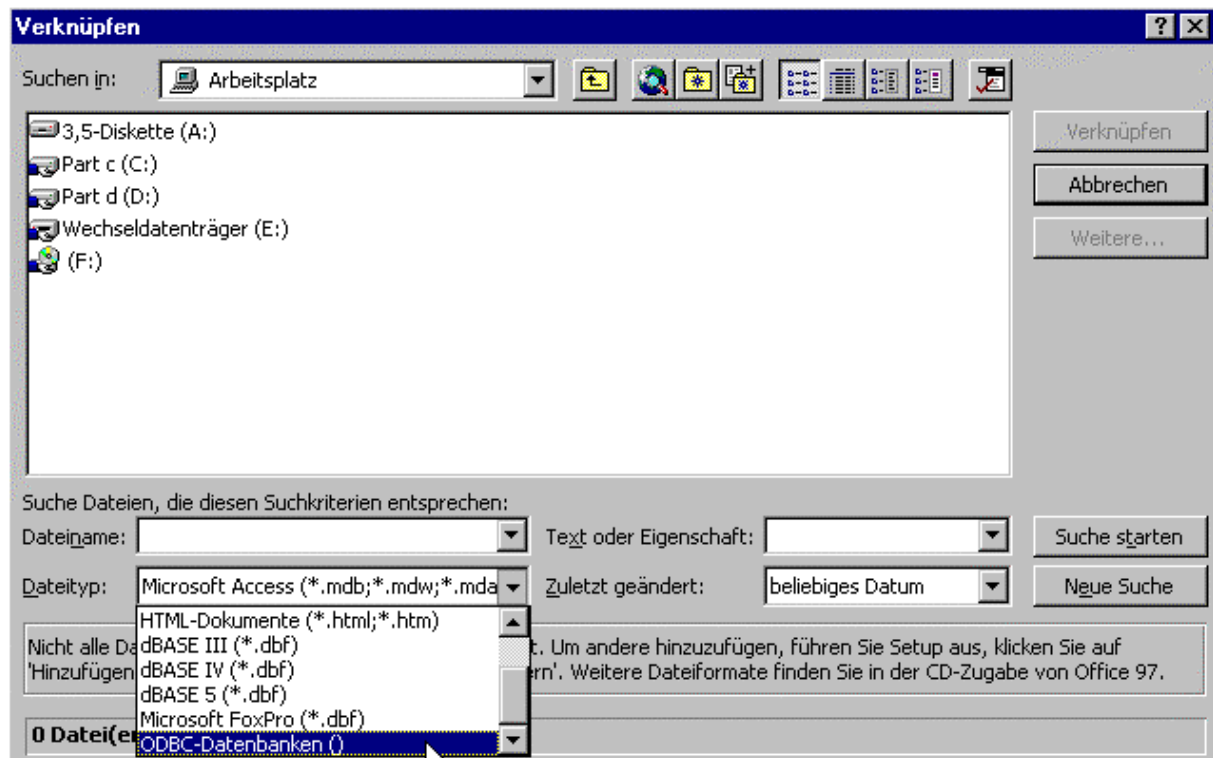 Verknüpfen
Suchen in: Arbeitsplatz
3,5-Diskette (A:)
Part c (C:)
Part d (D:)
Wechseldatenträger (E:)
(F:)
Verknüpfen
Abbrechen
Weitere...
Suche Dateien, die diesen Suchkriterien entsprechen:
Dateiname: Text oder Eigenschaft: Suche starten
Dateityp: Microsoft Access (*.mdb;*.mdw;*.mda Zuletzt geändert: beliebiges Datum Neue Suche
HTML-Dokumente (*.html;*.htm)
dBASE III (*.dbf)
dBASE IV (*.dbf)
dBASE 5 (*.dbf)
Microsoft FoxPro (*.dbf)
ODBC-Datenbanken ()
Nicht alle Da t. Um andere hinzuzufügen, führen Sie Setup aus, klicken Sie auf
'Hinzufügen rn'. Weitere Dateiformate finden Sie in der CD-Zugabe von Office 97.
0 Datei(e